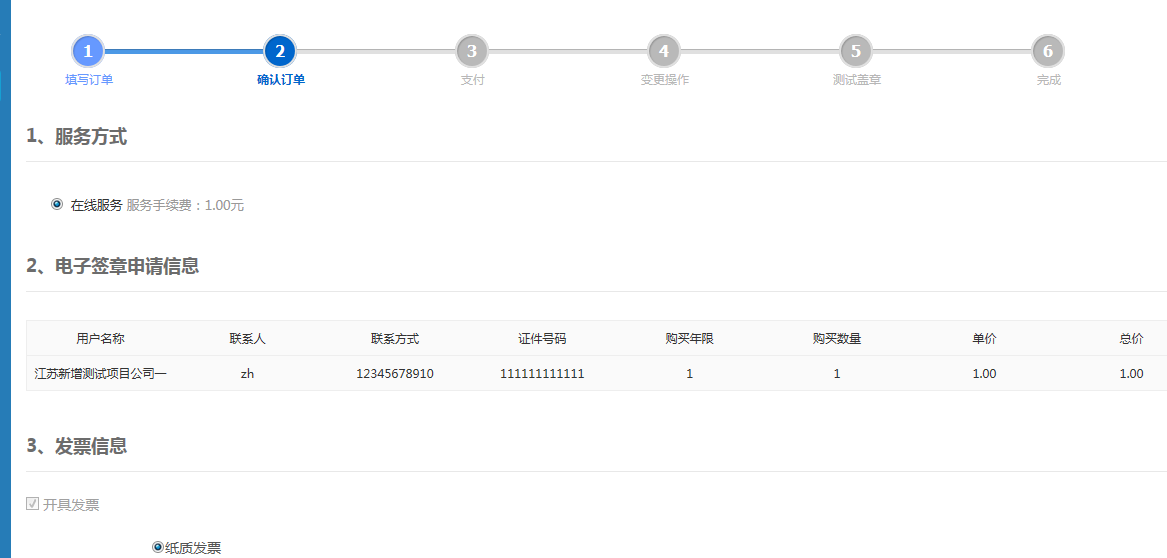 1 2 3 4 5 6
填写订单 确认订单 支付 变更操作 测试盖章 完成
1、服务方式
在线服务 服务手续费：1.00元
2、电子签章申请信息
用户名称 联系人 联系方式 证件号码 购买年限 购买数量 单价 总价
江苏新增测试项目公司一 zh 12345678910 111111111111 1 1 1.00 1.00
3、发票信息
开具发票
纸质发票